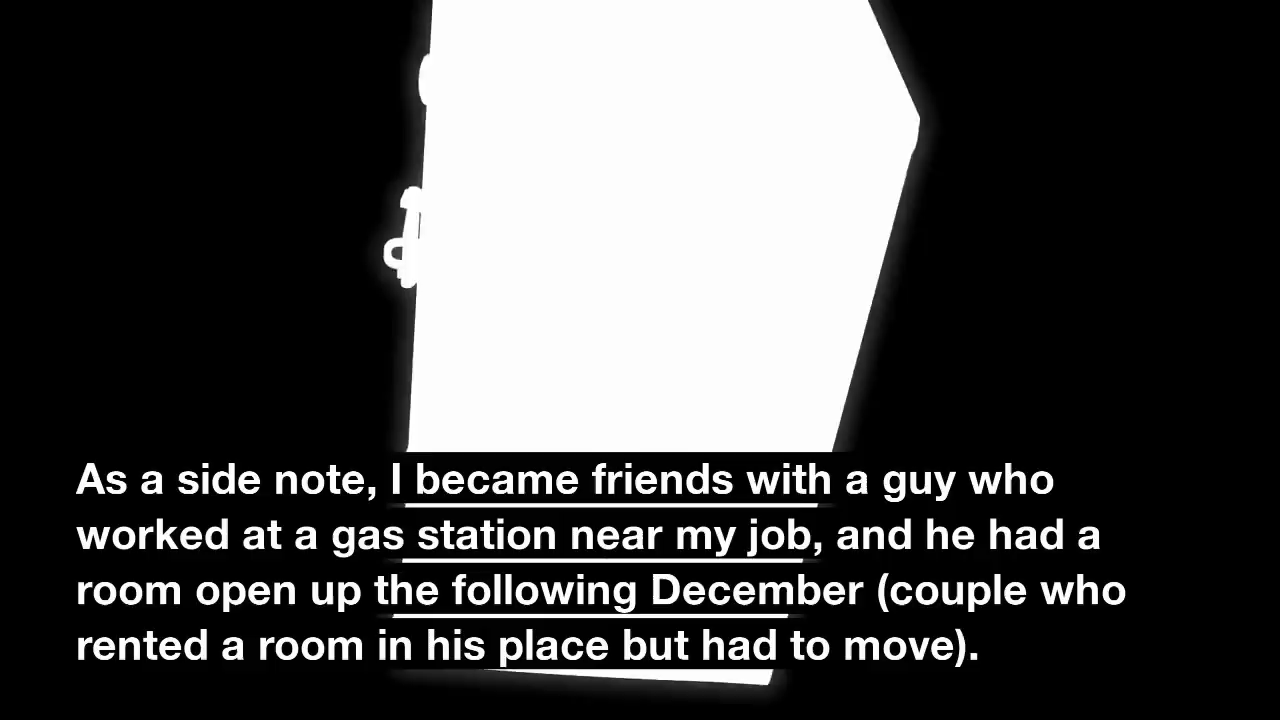 As a side note, I became friends with a guy who
worked at a gas station near my job, and he had a
room open up the following December (couple who
rented a room in his place but had to move).